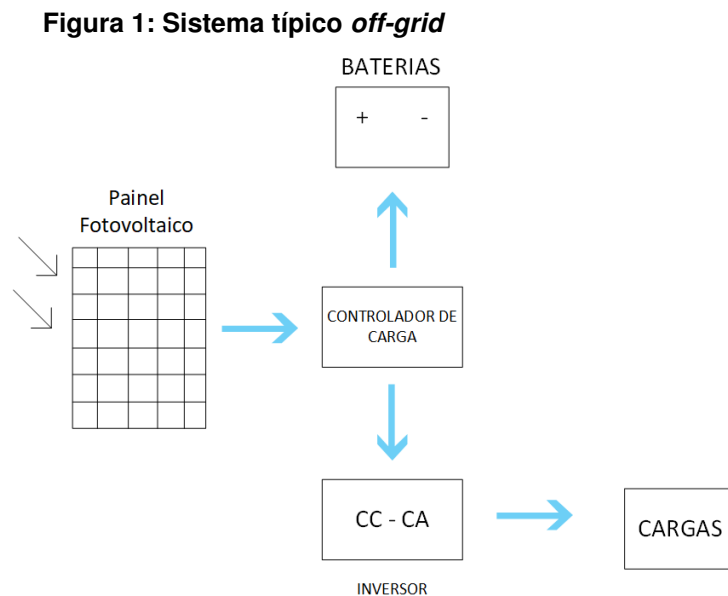 Figura 1: Sistema típico off-grid
BATERIAS
+ -
Painel
Fotovoltaico
CONTROLADOR DE
CARGA
CC - CA
CARGAS
INVERSOR